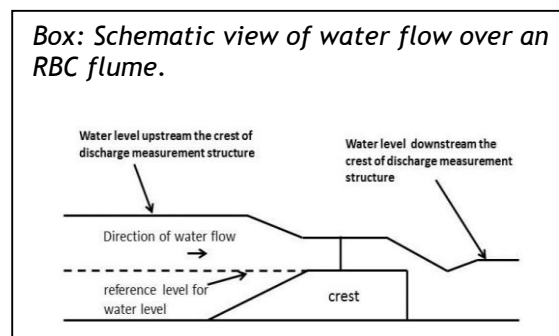 Box: Schematic view of water flow over an
RBC flume.
Water level upstream the crest of
discharge measurement structure
Water level downstream the
crest of discharge measurement
structure
Direction of water flow
reference level for
water level
crest